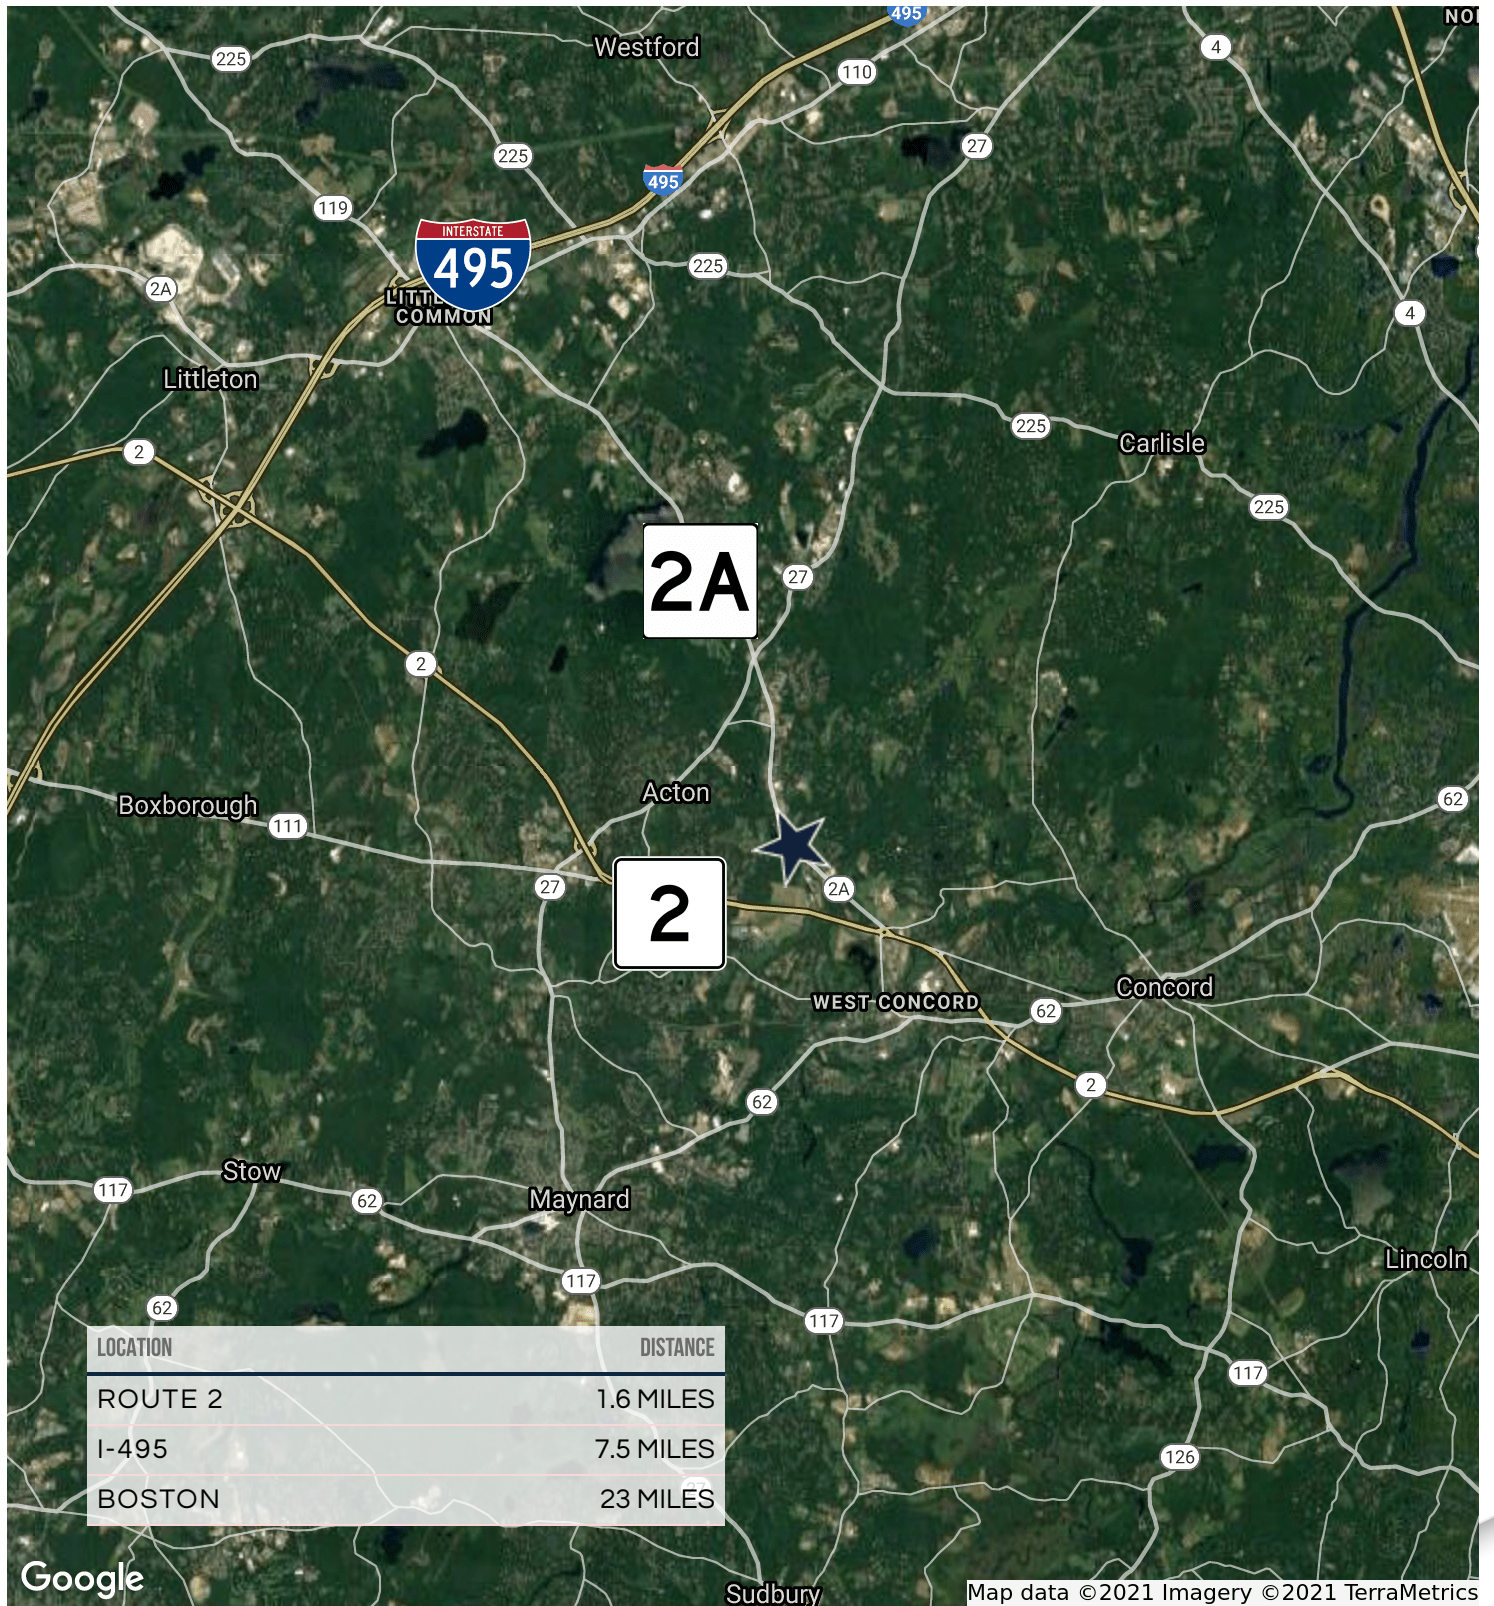 495
NO
Westford
225
110
4
27
225
495
119
INTERSTATE
495
225
2A
LITTL
COMMON
4
Littleton
225
Carlisle
2
225
2A
27
2
Acton
62
Boxborough
111
27
2A
2
Concord
WEST CONCORD
62
2
62
Stow
117
62
Maynard
Lincoln
117
62
117
LOCATION DISTANCE
117
ROUTE 2 1.6 MILES
I-495 7.5 MILES
126
BOSTON 23 MILES
Google
Sudbury
Map data ©2021 Imagery ©2021 TerraMetrics